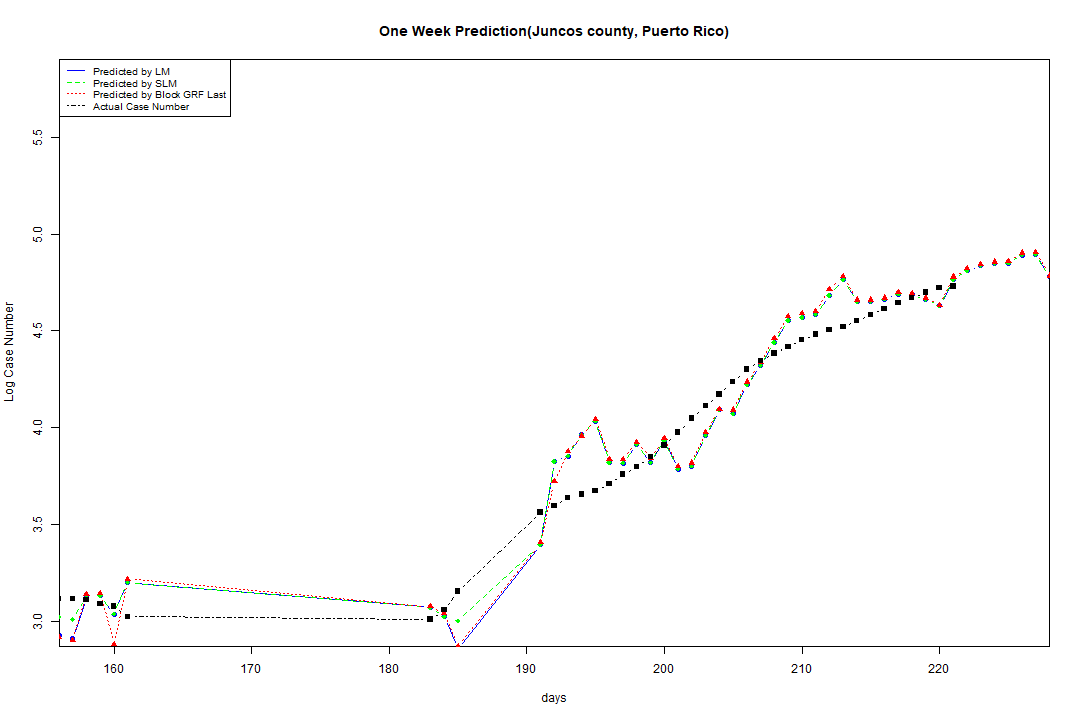 One Week Prediction(Juncos county, Puerto Rico)
Predicted by LM
Predicted by SLM
Predicted by Block GRF Last
Actual Case Number
5.5
5.0
4.5
4.0
3.5
3.0
Log Case Number
160 170 180 190 200 210 220
days